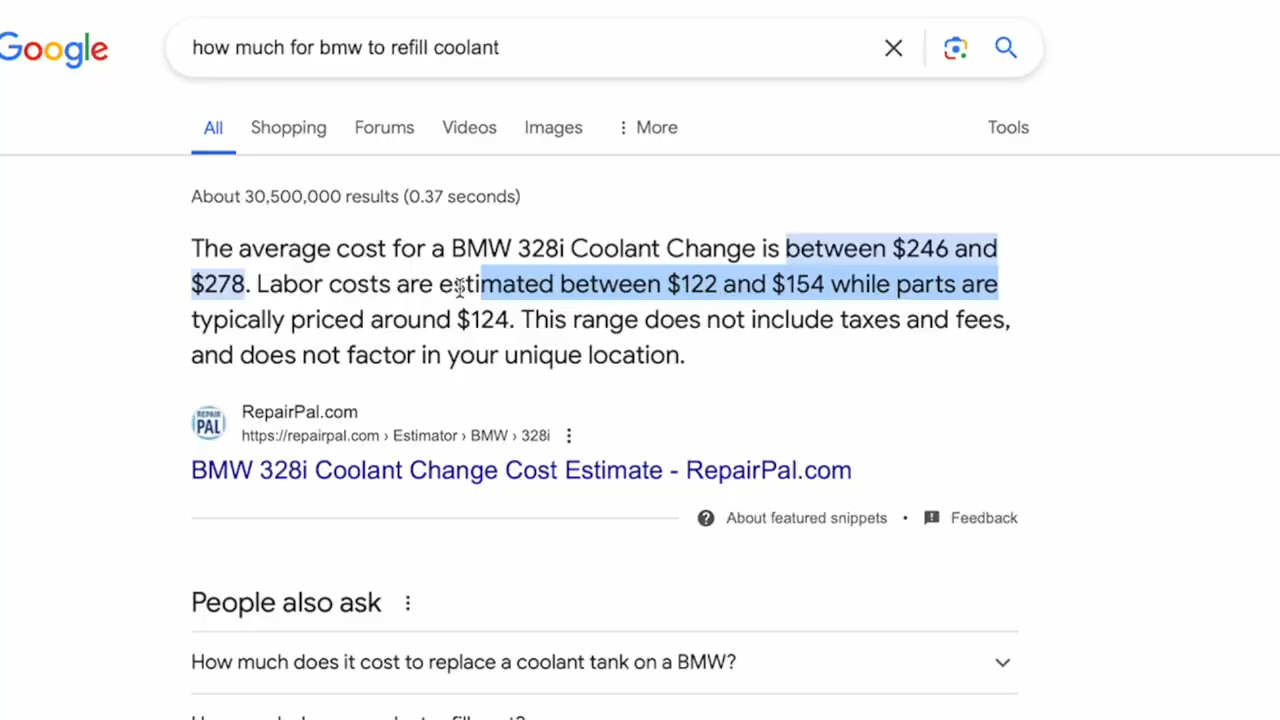 Google
how much for bmw to refill coolant
All Shopping Forums Videos Images More Tools
About 30,500,000 results (0.37 seconds)
The average cost for a BMW 328i Coolant Change is between $246 and
$278. Labor costs are estimated between $122 and $154 while parts are
typically priced around $124. This range does not include taxes and fees,
and does not factor in your unique location.
REPAIR
PAL
RepairPal.com
https://repairpal.com › Estimator › BMW › 328i
BMW 328i Coolant Change Cost Estimate - RepairPal.com
About featured snippets • Feedback
People also ask
How much does it cost to replace a coolant tank on a BMW?